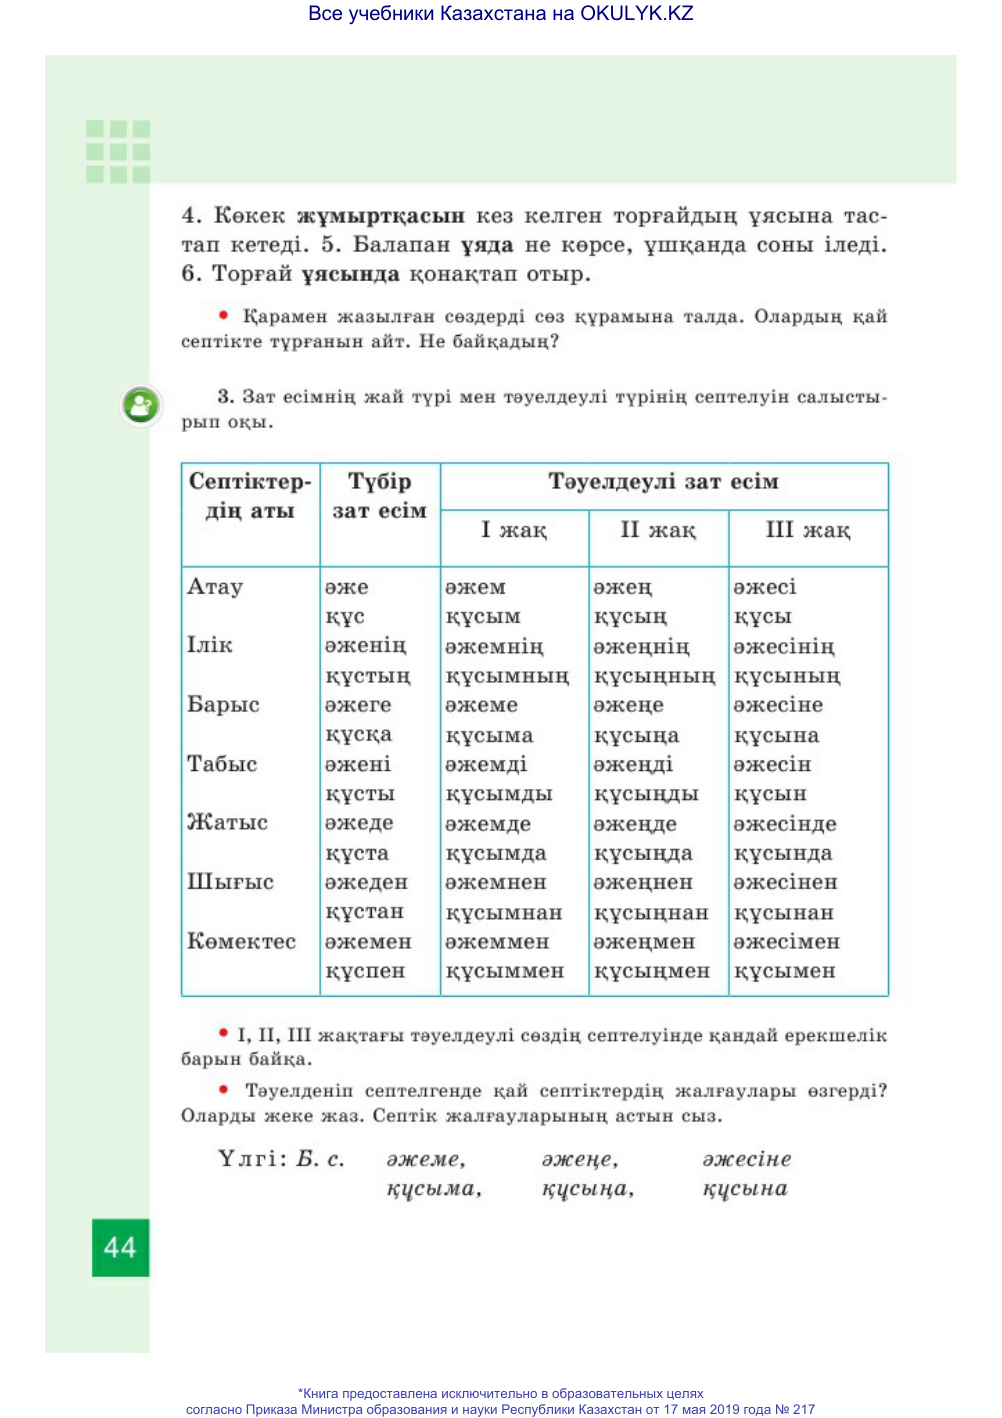 Все учебники Казахстана на OKULYK.KZ
4. Көкек жұмыртқасын кез келген торғайдың ұясына тас-
тап кетеді. 5. Балапан ұяда не көрсе, ұшқанда соны іледі.
6. Торғай ұясында қонақтап отыр.
• Қарамен жазылған сөздерді сөз құрамына талда. Олардың қай
септікте тұрғанын айт. Не байқадың?
3. Зат есімнің жай түрі мен тәуелдеулі түрінің септелуін салысты-
рып оқы.
Септіктер- Түбір Тәуелдеулі зат есім
дің аты зат есім
I жақ II жақ III жақ
Атау әже әжем әжең әжесі
құс құсым құсың құсы
Ілік әженің әжемнің әжеңнің әжесінің
құстың құсымның құсыңның құсының
Барыс әжеге әжеме әжеңе әжесіне
құсқа құсыма құсыңа құсына
Табыс әжені әжемді әжеңді әжесін
құсты құсымды құсыңды құсын
Жатыс әжеде әжемде әжеңде әжесінде
құста құсымда құсыңда құсында
Шығыс әжеден әжемнен әжеңнен әжесінен
құстан құсымнан құсыңнан құсынан
Көмектес әжемен әжеммен әжеңмен әжесімен
құспен құсыммен құсыңмен құсымен
• I, II, III жақтағы тәуелдеулі сөздің септелуінде қандай ерекшелік
барын байқа.
• Тәуелденіп септелгенде қай септіктердің жалғаулары өзгерді?
Оларды жеке жаз. Септік жалғауларының астын сыз.
Үлгі: Б. с. әжеме, әжеңе, әжесіне
құсыма, құсыңа, құсына
44
*Книга предоставлена исключительно в образовательных целях
согласно Приказа Министра образования и науки Республики Казахстан от 17 мая 2019 года № 217